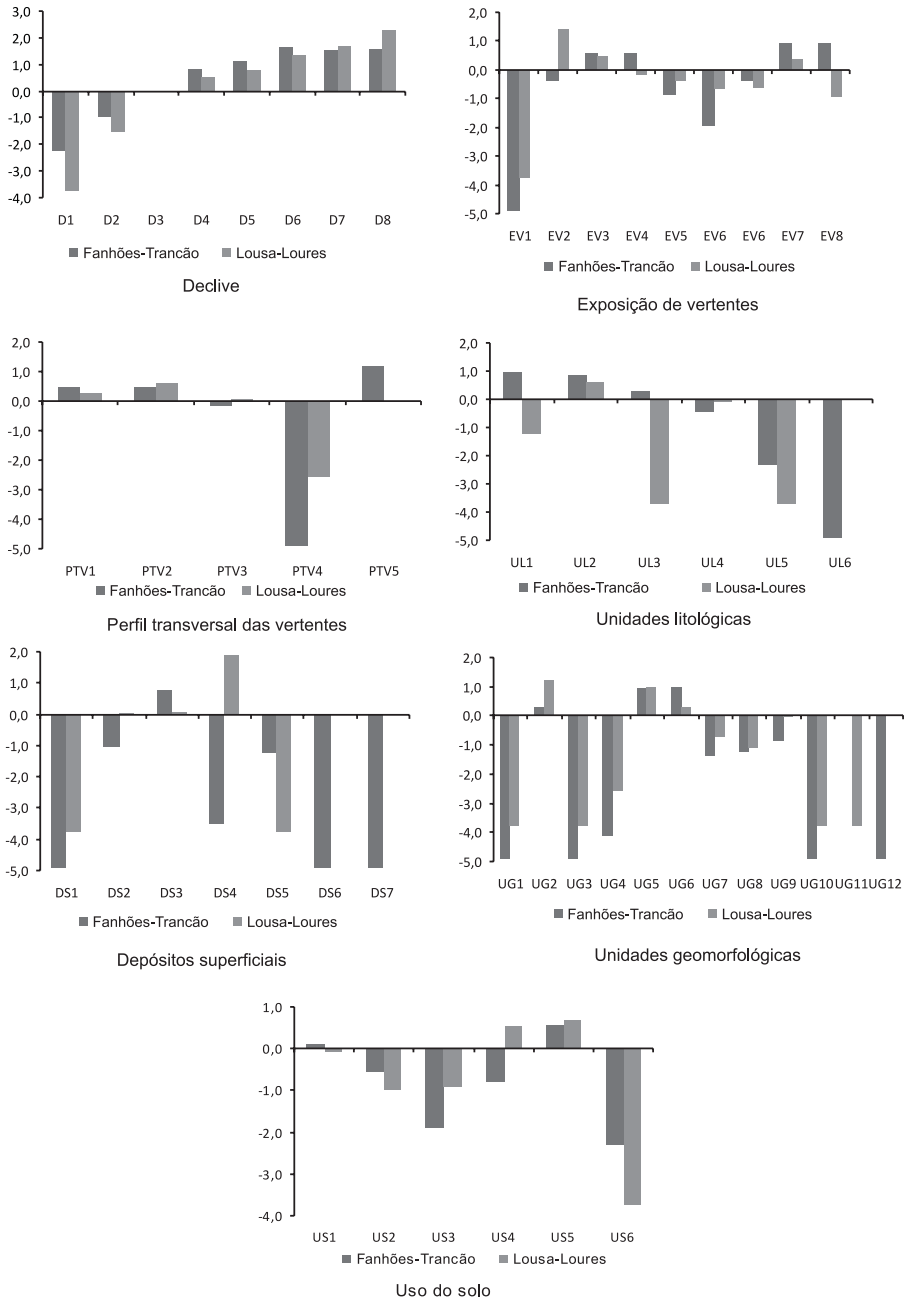 3,0
2,0
1,0
0,0
-1,0
-2,0
-3,0
-4,0
D1 D2 D3 D4 D5 D6 D7 D8
Fanhões-Trancão Lousa-Loures
Declive
2,0
1,0
0,0
-1,0
-2,0
-3,0
-4,0
-5,0
EV1 EV2 EV3 EV4 EV5 EV6 EV6 EV7 EV8
Fanhões-Trancão Lousa-Loures
Exposição de vertentes
2,0
1,0
0,0
-1,0
-2,0
-3,0
-4,0
-5,0
PTV1 PTV2 PTV3 PTV4 PTV5
Fanhões-Trancão Lousa-Loures
Perfil transversal das vertentes
2,0
1,0
0,0
-1,0
-2,0
-3,0
-4,0
-5,0
UL1 UL2 UL3 UL4 UL5 UL6
Fanhões-Trancão Lousa-Loures
Unidades litológicas
2,0
1,0
0,0
-1,0
-2,0
-3,0
-4,0
-5,0
DS1 DS2 DS3 DS4 DS5 DS6 DS7
Fanhões-Trancão Lousa-Loures
Depósitos superficiais
2,0
1,0
0,0
-1,0
-2,0
-3,0
-4,0
-5,0
UG1 UG2 UG3 UG4 UG5 UG6 UG7 UG8 UG9 UG10 UG11 UG12
Fanhões-Trancão Lousa-Loures
Unidades geomorfológicas
1,0
0,0
-1,0
-2,0
-3,0
-4,0
US1 US2 US3 US4 US5 US6
Fanhões-Trancão Lousa-Loures
Uso do solo